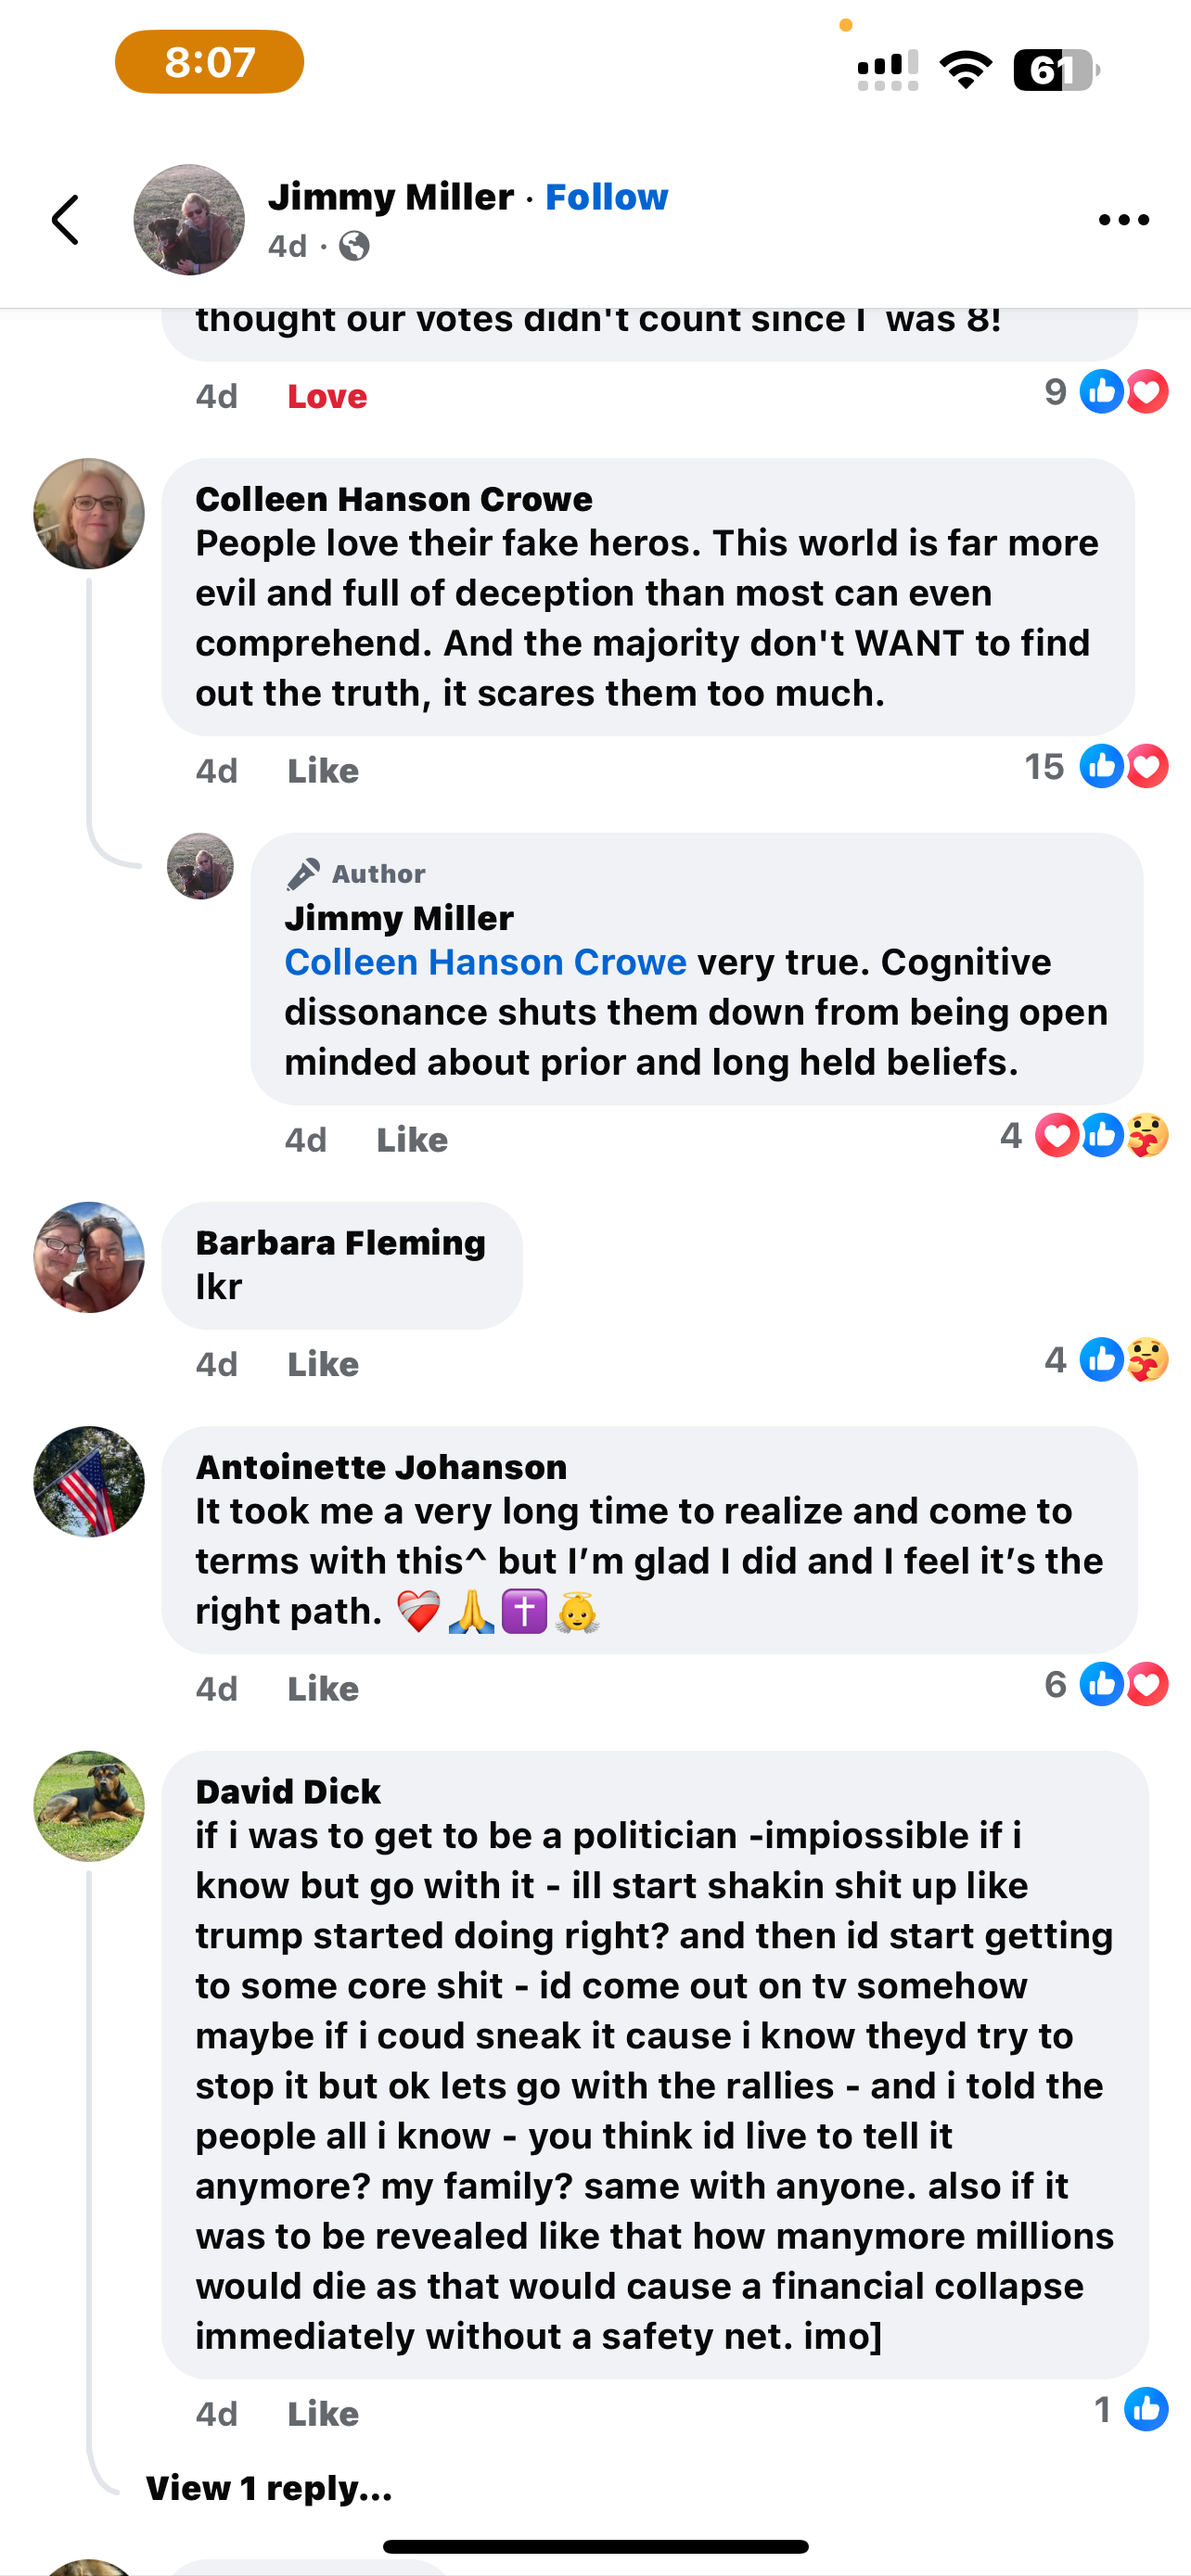 8:07
61
Jimmy Miller · Follow
4d ·
thought our votes didn't count since I was 8!
4d Love 9
Colleen Hanson Crowe
People love their fake heros. This world is far more
evil and full of deception than most can even
comprehend. And the majority don't WANT to find
out the truth, it scares them too much.
4d Like 15
Author
Jimmy Miller
Colleen Hanson Crowe very true. Cognitive
dissonance shuts them down from being open
minded about prior and long held beliefs.
4d Like 4
Barbara Fleming
Ikr
4d Like 4
Antoinette Johanson
It took me a very long time to realize and come to
terms with this^ but I’m glad I did and I feel it’s the
right path. ❤️‍🩹🙏✝️👼
4d Like 6
David Dick
if i was to get to be a politician -impiossible if i
know but go with it - ill start shakin shit up like
trump started doing right? and then id start getting
to some core shit - id come out on tv somehow
maybe if i coud sneak it cause i know theyd try to
stop it but ok lets go with the rallies - and i told the
people all i know - you think id live to tell it
anymore? my family? same with anyone. also if it
was to be revealed like that how manymore millions
would die as that would cause a financial collapse
immediately without a safety net. imo]
4d Like 1
View 1 reply...